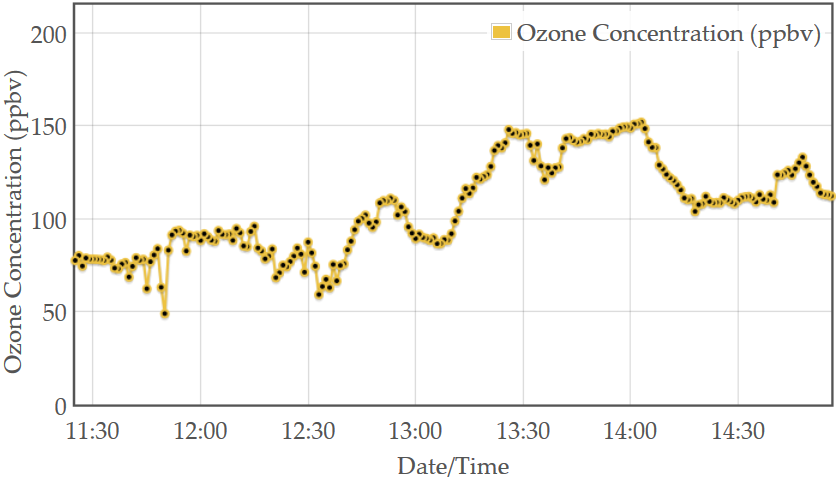 Ozone Concentration (ppbv)
200
150
100
50
0
Ozone Concentration (ppbv)
11:30 12:00 12:30 13:00 13:30 14:00 14:30
Date/Time